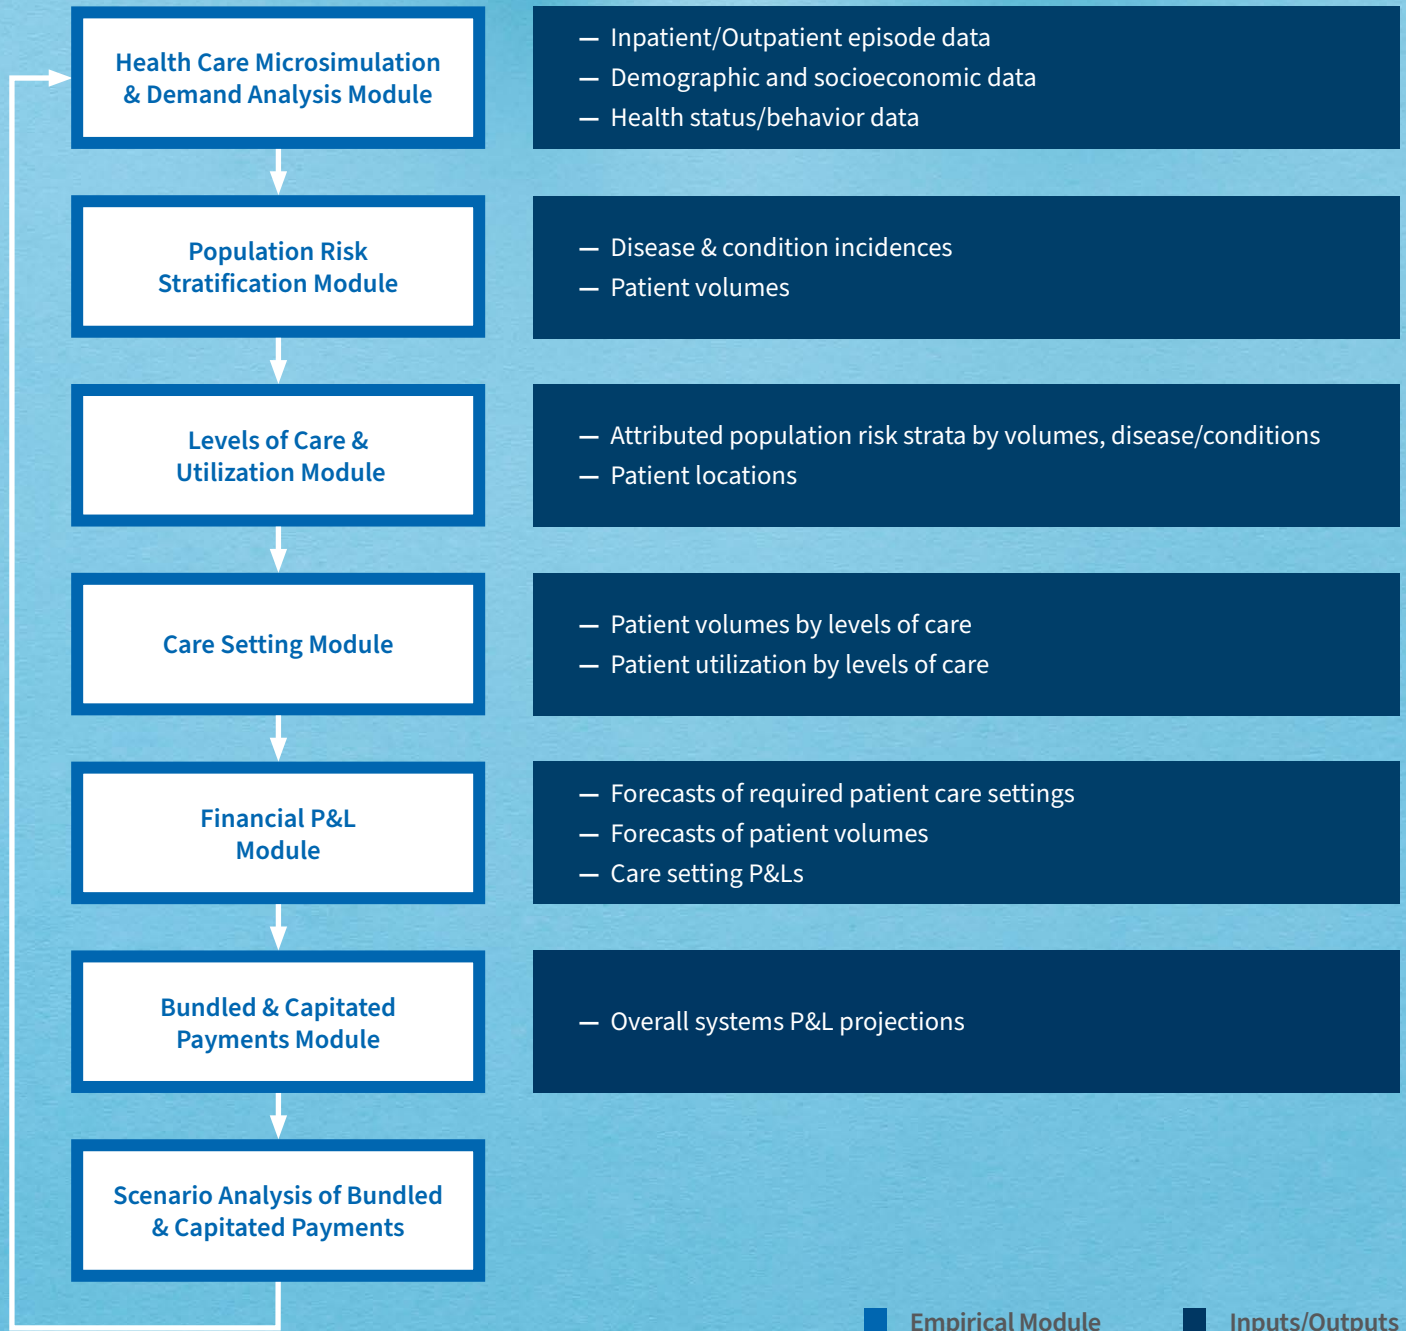 Health Care Microsimulation
& Demand Analysis Module
— Inpatient/Outpatient episode data
— Demographic and socioeconomic data
— Health status/behavior data
Population Risk
Stratification Module
— Disease & condition incidences
— Patient volumes
Levels of Care &
Utilization Module
— Attributed population risk strata by volumes, disease/conditions
— Patient locations
Care Setting Module
— Patient volumes by levels of care
— Patient utilization by levels of care
Financial P&L
Module
— Forecasts of required patient care settings
— Forecasts of patient volumes
— Care setting P&Ls
Bundled & Capitated
Payments Module
— Overall systems P&L projections
Scenario Analysis of Bundled
& Capitated Payments
Empirical Module
Inputs/Outputs